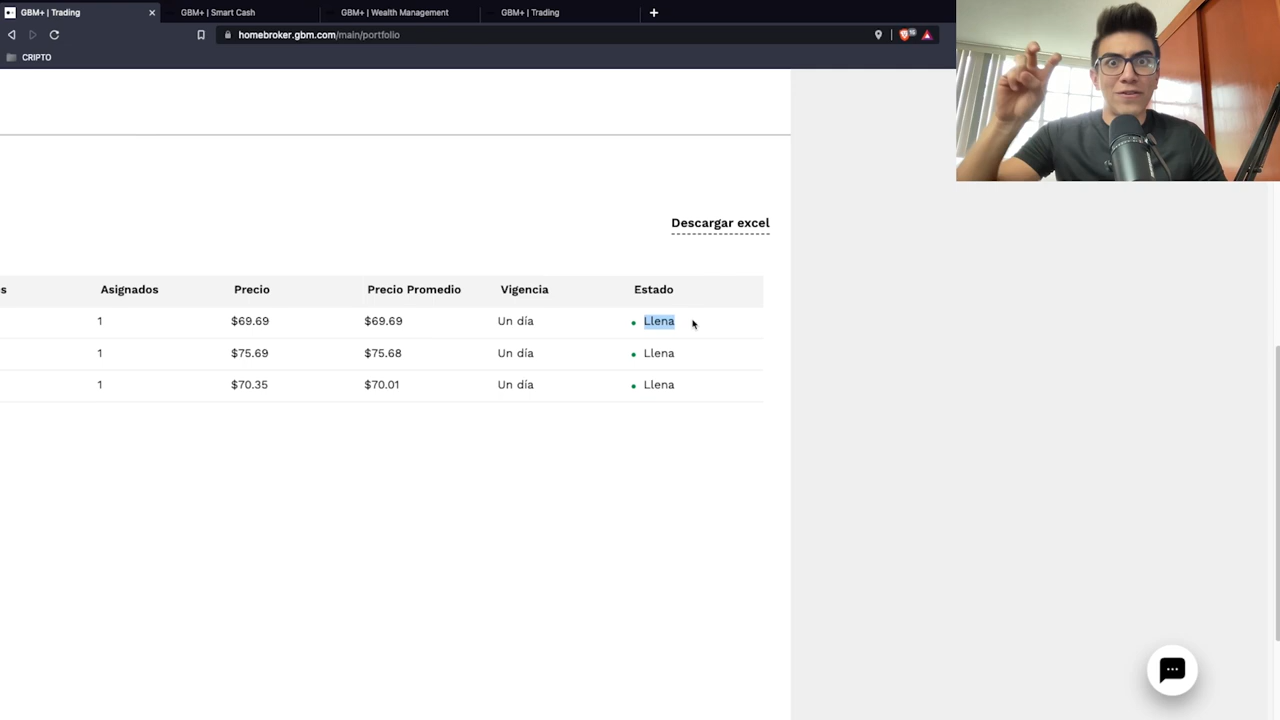 GBM+ | Trading
GBM+ | Smart Cash
GBM+ | Wealth Management
GBM+ | Trading
homebroker.gbm.com/main/portfolio
CRIPTO
Descargar excel
s Asignados Precio Precio Promedio Vigencia Estado
1 $69.69 $69.69 Un día Llena
1 $75.69 $75.68 Un día Llena
1 $70.35 $70.01 Un día Llena